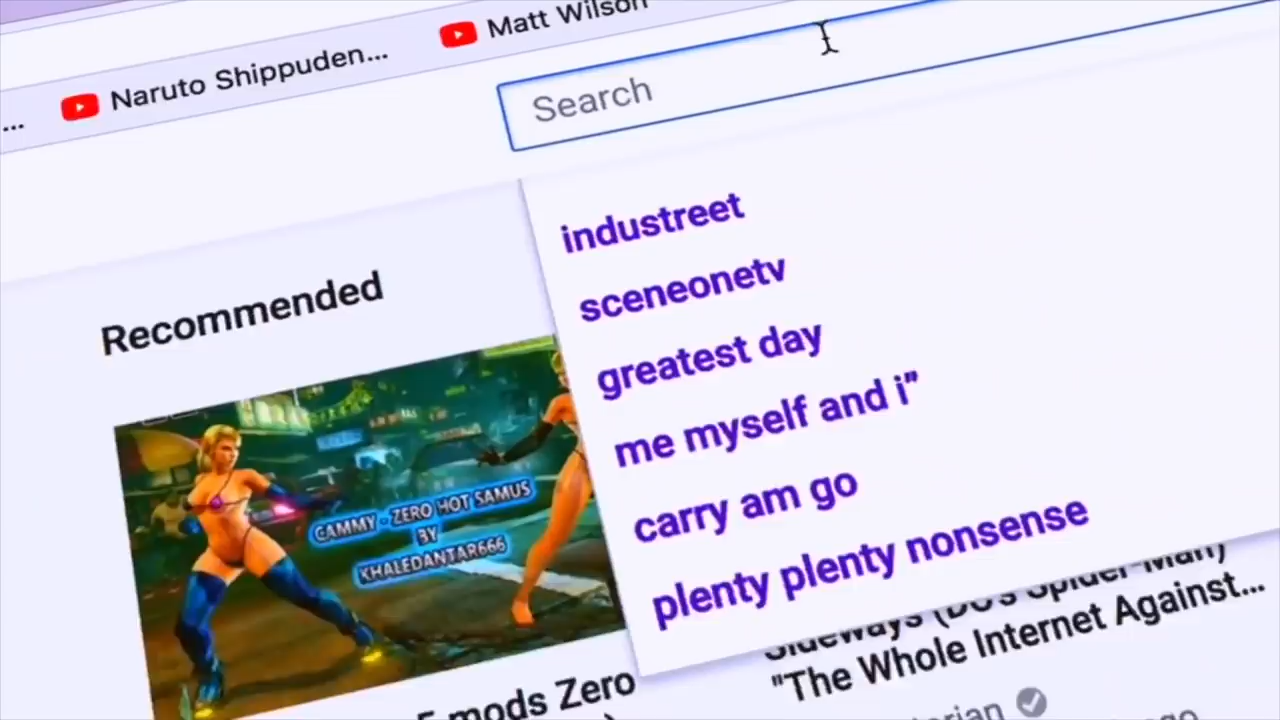 ...
Naruto Shippuden...
Matt Wilson
Search
industreet
sceneonetv
greatest day
me myself and i”
carry am go
plenty plenty nonsense
Recommended
CAMMY - ZERO HOT SAMUS
BY
KHALEDANTAR666
mods Zero
Sideways (DC's Spider-Man)
"The Whole Internet Against...